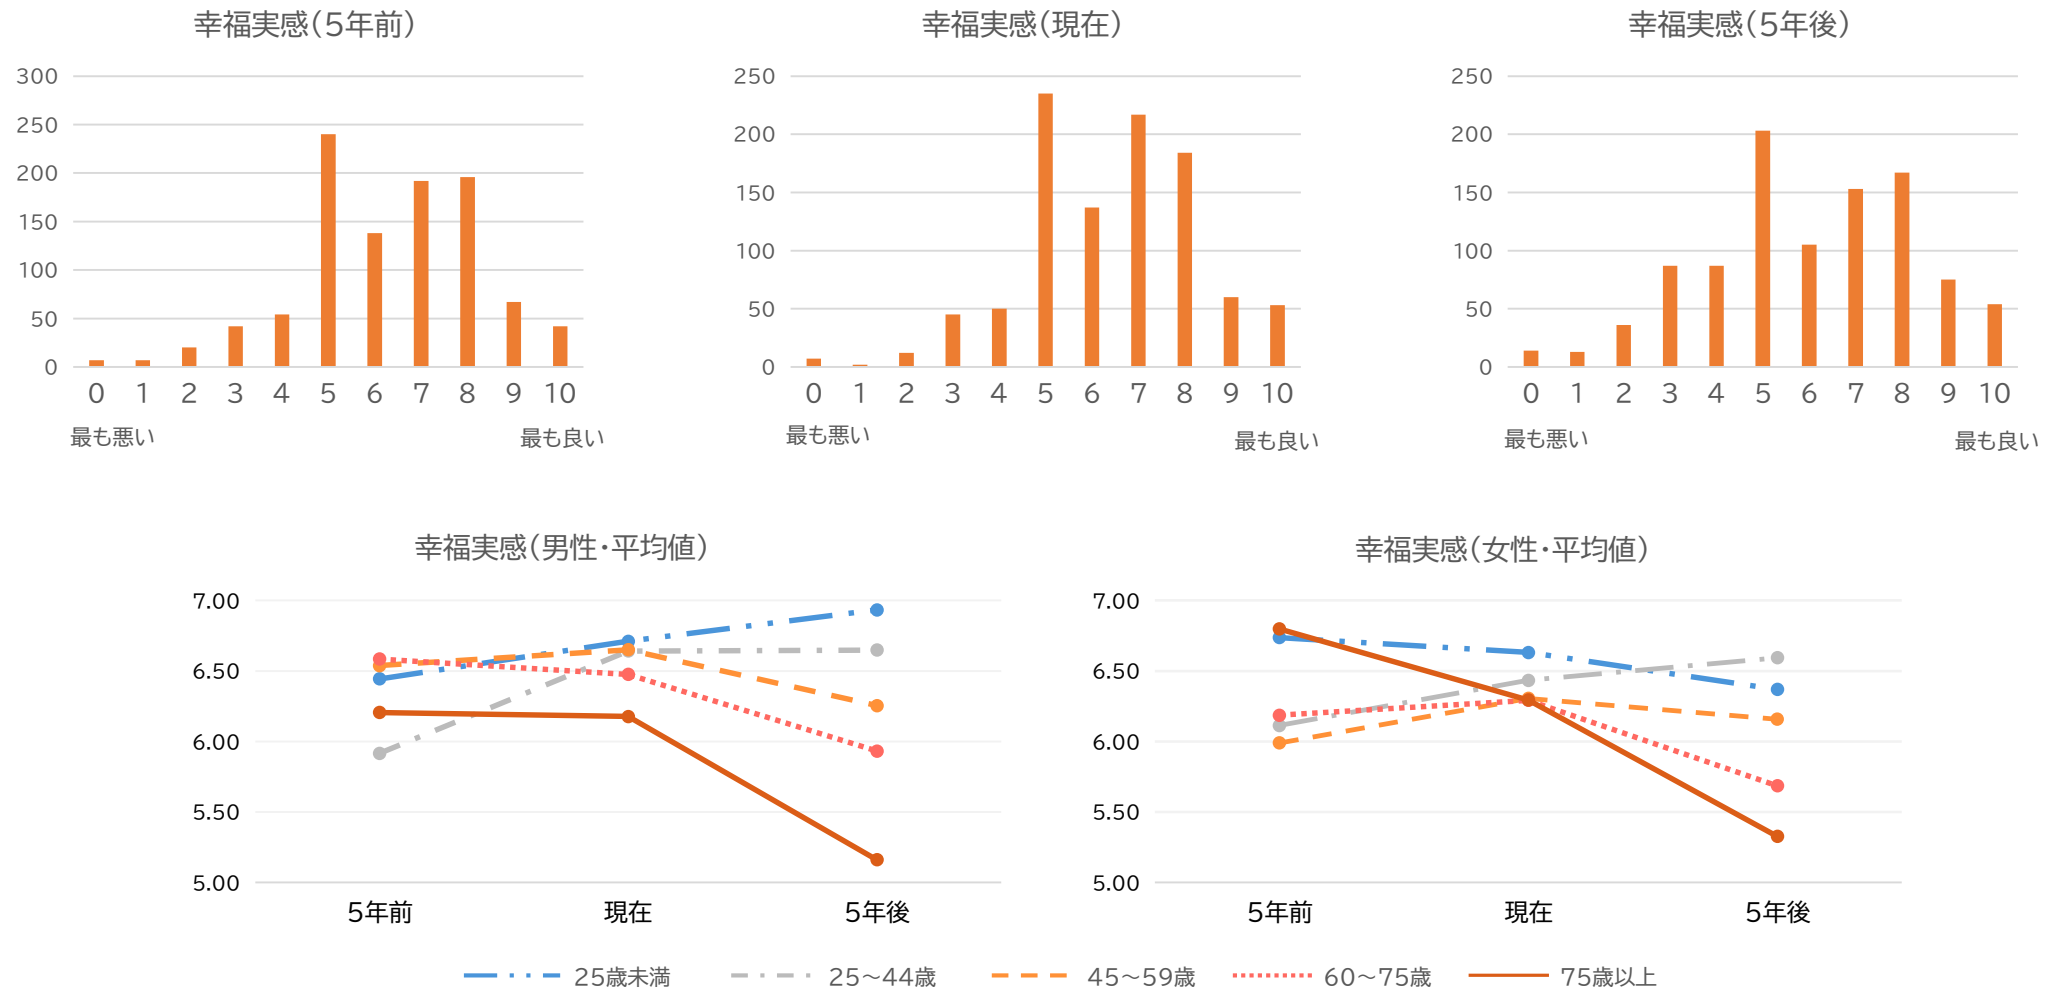 幸福実感(5年前)
300
250
200
150
100
50
0
0 1 2 3 4 5 6 7 8 9 10
最も悪い 最も良い
幸福実感(現在)
250
200
150
100
50
0
0 1 2 3 4 5 6 7 8 9 10
最も悪い 最も良い
幸福実感(5年後)
250
200
150
100
50
0
0 1 2 3 4 5 6 7 8 9 10
最も悪い 最も良い
幸福実感(男性・平均値)
7.00
6.50
6.00
5.50
5.00
5年前 現在 5年後
幸福実感(女性・平均値)
7.00
6.50
6.00
5.50
5.00
5年前 現在 5年後
25歳未満 25～44歳 45～59歳 60～75歳 75歳以上